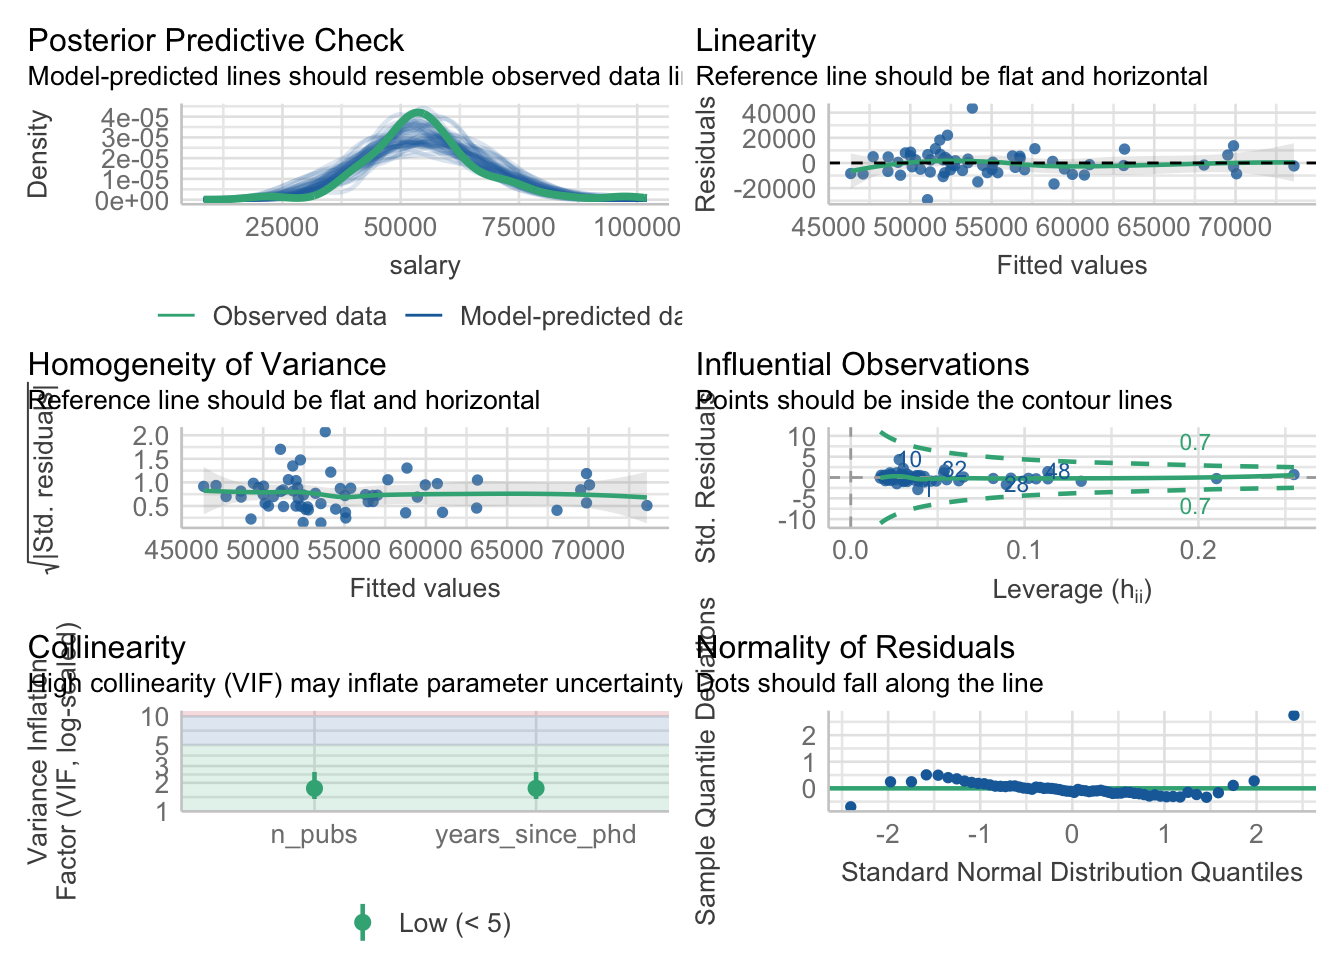 Posterior Predictive Check
Model-predicted lines should resemble observed data li
Density
4e-05
3e-05
2e-05
1e-05
0e+00
25000 50000 75000 100000
salary
Observed data Model-predicted da
Linearity
Reference line should be flat and horizontal
Residuals
40000
20000
0
-20000
45000 50000 55000 60000 65000 70000
Fitted values
Homogeneity of Variance
Reference line should be flat and horizontal
√|Std. residuals|
2.0
1.5
1.0
0.5
45000 50000 55000 60000 65000 70000
Fitted values
Influential Observations
Points should be inside the contour lines
Std. Residuals
10
5
0
-5
-10
0.7
10
32
48
28
1
0.7
0.0 0.1 0.2
Leverage (hii)
Collinearity
High collinearity (VIF) may inflate parameter uncertainty
Variance Inflation
Factor (VIF, log-scaled)
10
5
3
2
1
n_pubs years_since_phd
Low (< 5)
Normality of Residuals
Dots should fall along the line
Sample Quantile Deviations
2
1
0
-2 -1 0 1 2
Standard Normal Distribution Quantiles